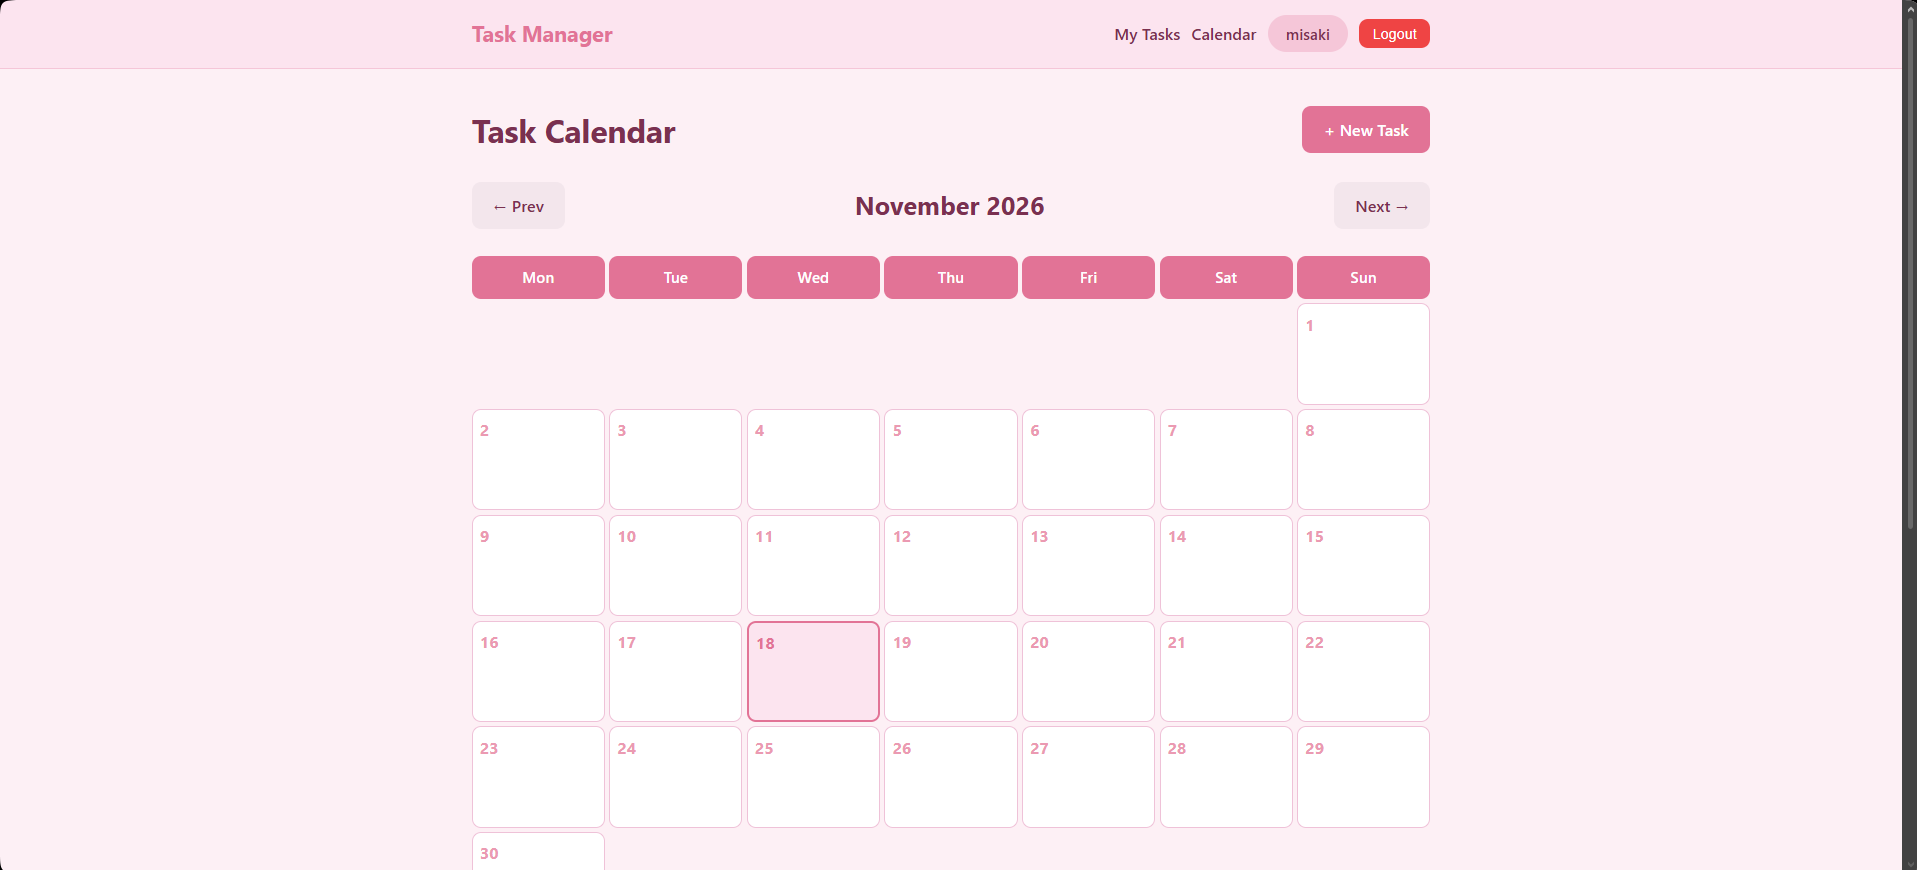 Task Manager
My Tasks Calendar misaki Logout
Task Calendar
+ New Task
← Prev
November 2026
Next →
Mon Tue Wed Thu Fri Sat Sun
1
2 3 4 5 6 7 8
9 10 11 12 13 14 15
16 17 18 19 20 21 22
23 24 25 26 27 28 29
30